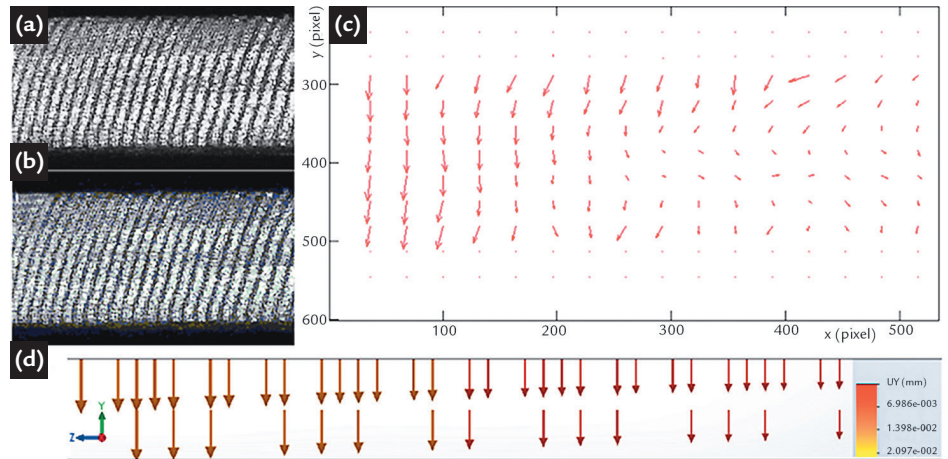 (a)
(b)
(c)
y (pixel)
300
400
500
600
100
200
300
400
500
x (pixel)
(d)
Y
Z
UY (mm)
6.986e-003
1.398e-002
2.097e-002